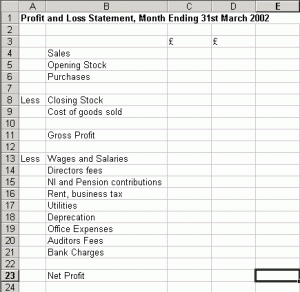 A B C D E
1 Profit and Loss Statement, Month Ending 31st March 2002
2
3 £ £
4 Sales
5 Opening Stock
6 Purchases
7
8 Less Closing Stock
9 Cost of goods sold
10
11 Gross Profit
12
13 Less Wages and Salaries
14 Directors fees
15 NI and Pension contributions
16 Rent, business tax
17 Utilities
18 Deprecation
19 Office Expenses
20 Auditors Fees
21 Bank Charges
22
23 Net Profit
24